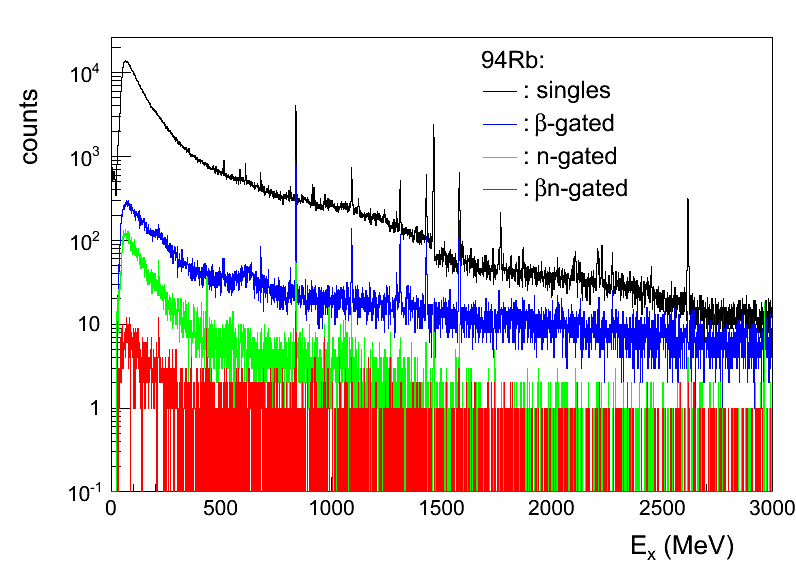 94Rb:
: singles
: β-gated
: n-gated
: βn-gated
counts
10⁴
10³
10²
10
1
10⁻¹
0 500 1000 1500 2000 2500 3000
Eₓ (MeV)